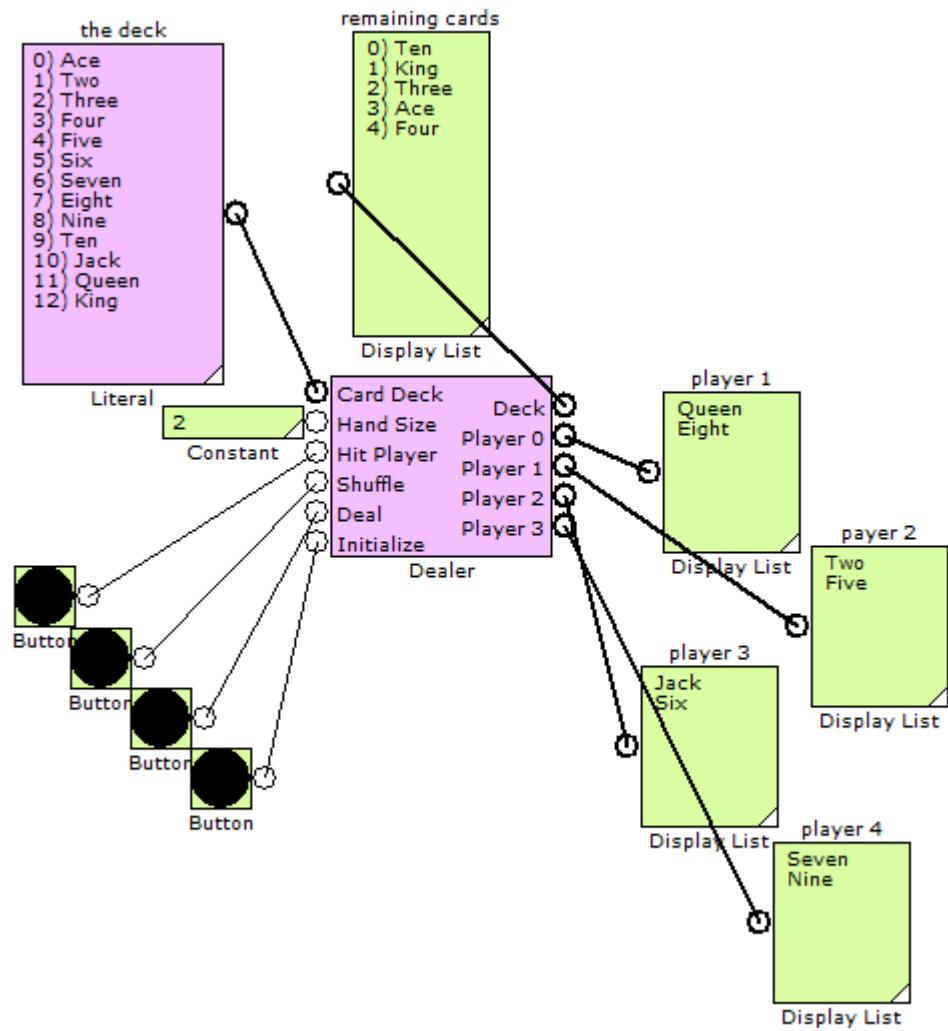 the deck
0) Ace
1) Two
2) Three
3) Four
4) Five
5) Six
6) Seven
7) Eight
8) Nine
9) Ten
10) Jack
11) Queen
12) King
Literal
remaining cards
0) Ten
1) King
2) Three
3) Ace
4) Four
Display List
2
Constant
Card Deck
Hand Size
Hit Player
Shuffle
Deal
Initialize
Deck
Player 0
Player 1
Player 2
Player 3
Dealer
player 1
Queen
Eight
Display List
payer 2
Two
Five
Display List
player 3
Jack
Six
Display List
player 4
Seven
Nine
Display List
Button
Button
Button
Button